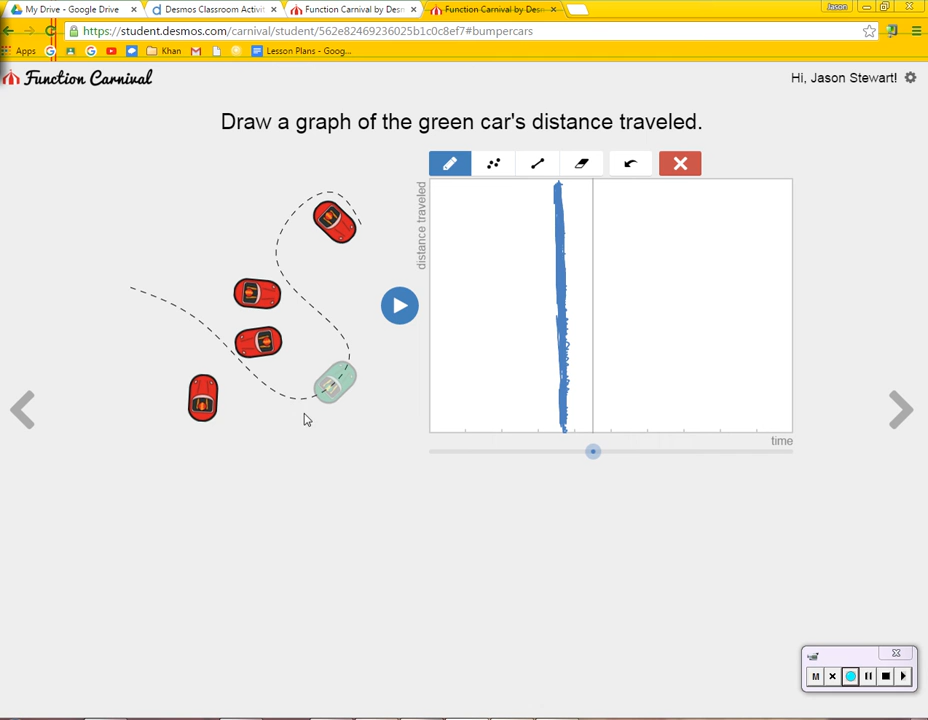 My Drive - Google Drive
Desmos Classroom Activit
Function Carnival by Desm
Function Carnival by Desm
Jason
https://student.desmos.com/carnival/student/562e82469236025b1c0c8ef7#bumpercars
Apps
Khan
Lesson Plans - Goog...
Function Carnival
Hi, Jason Stewart!
Draw a graph of the green car's distance traveled.
distance traveled
time
M